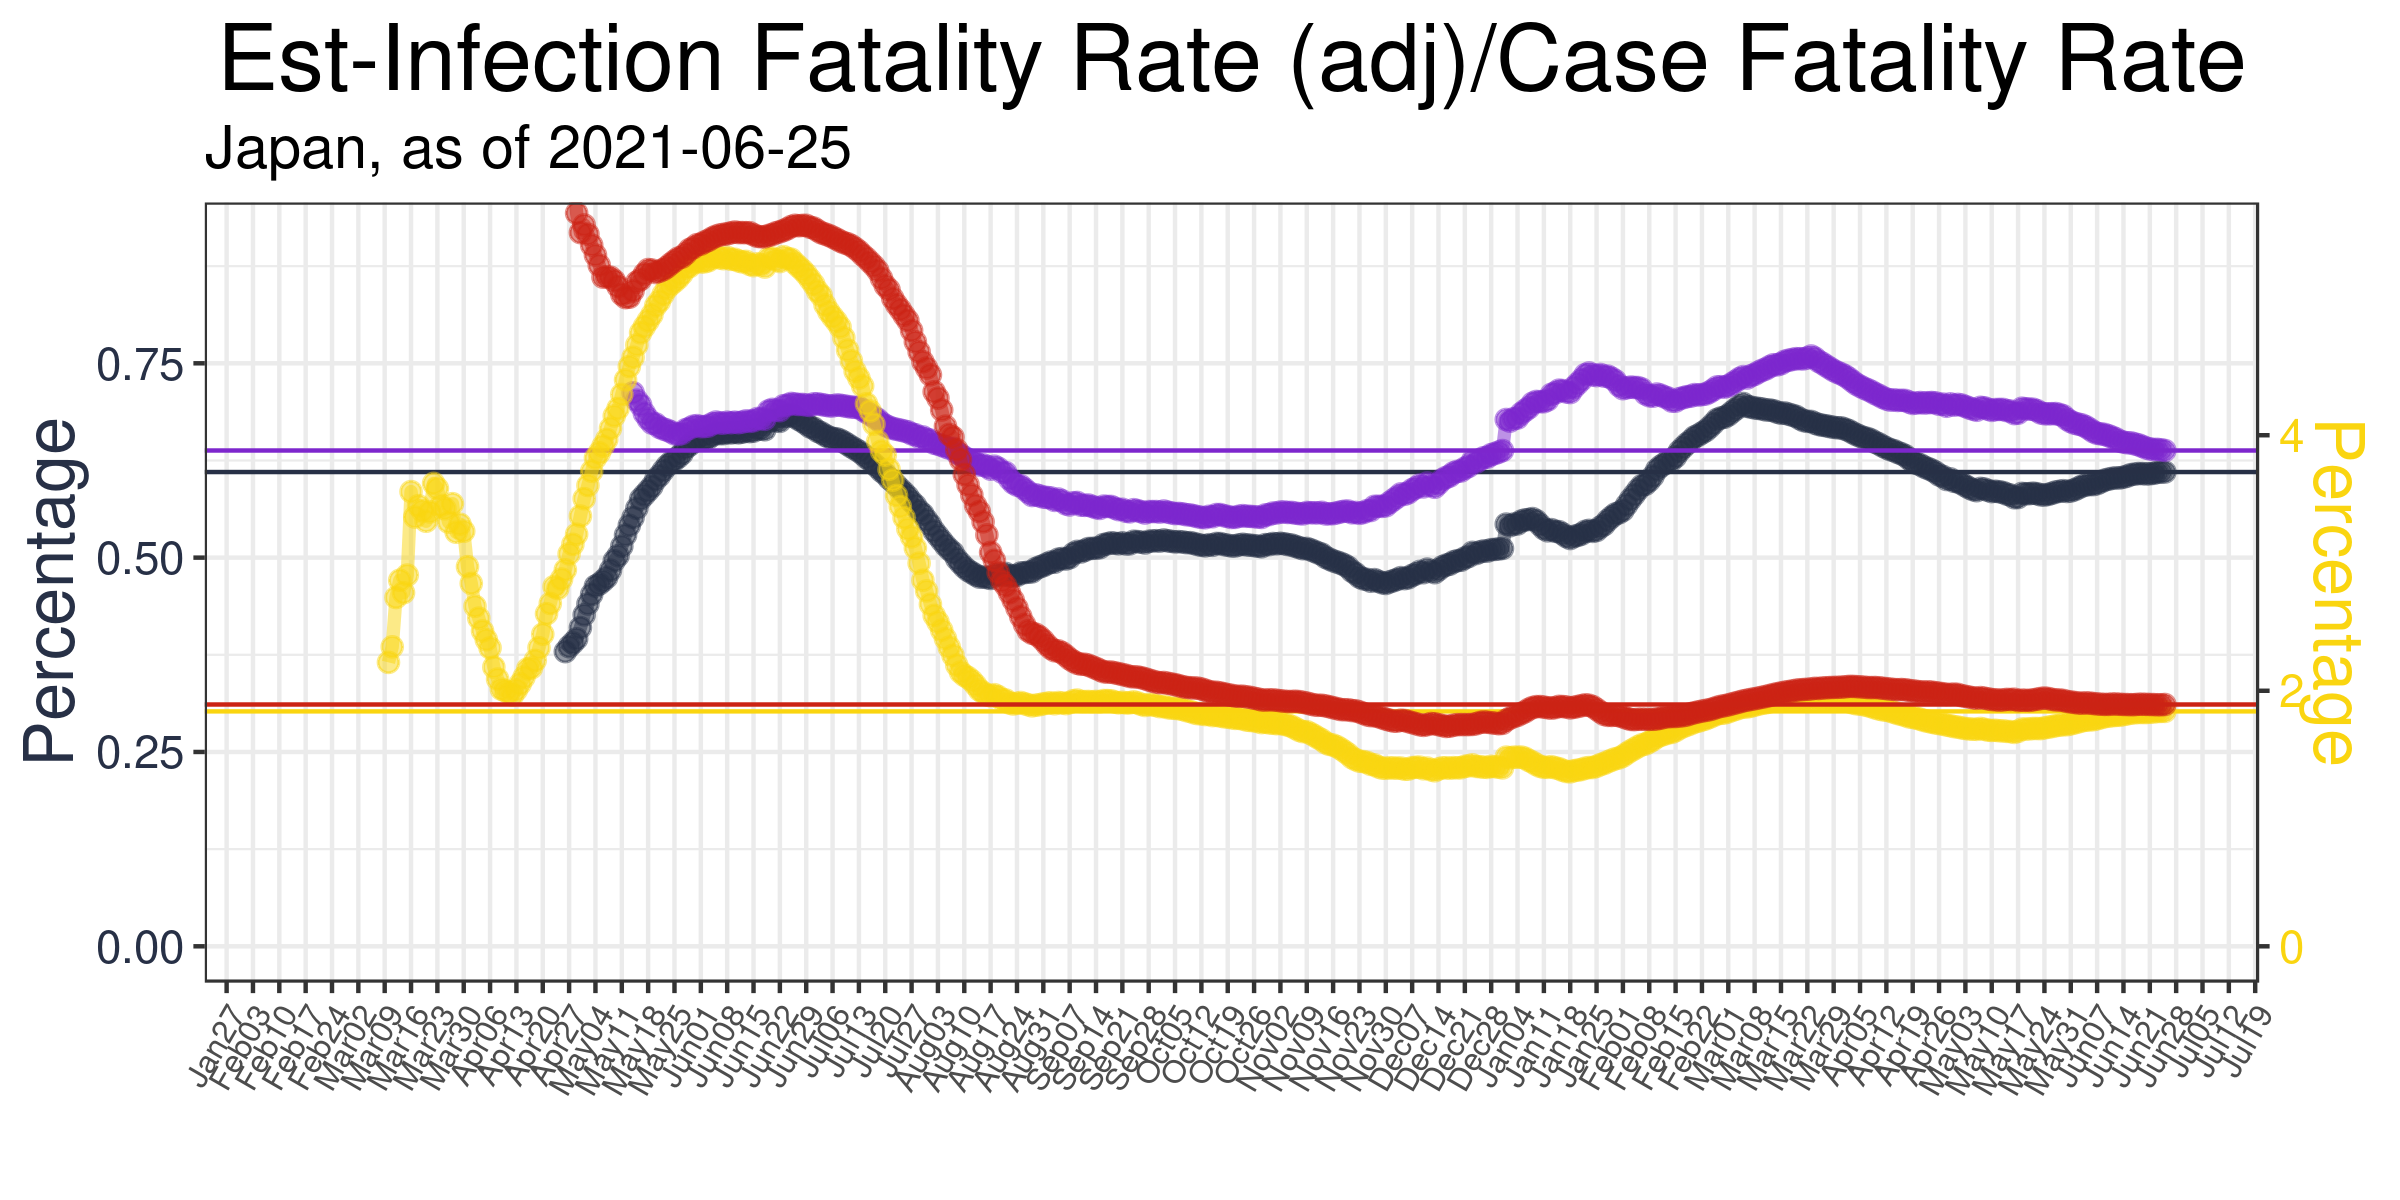 Est-Infection Fatality Rate (adj)/Case Fatality Rate
Japan, as of 2021-06-25
Percentage
0.75
0.50
0.25
0.00
4
2
0
Percentage
Jan27
Feb03
Feb10
Feb17
Feb24
Mar02
Mar09
Mar16
Mar23
Mar30
Apr06
Apr13
Apr20
Apr27
May04
May11
May18
May25
Jun01
Jun08
Jun15
Jun22
Jun29
Jul06
Jul13
Jul20
Jul27
Aug03
Aug10
Aug17
Aug24
Aug31
Sep07
Sep14
Sep21
Sep28
Oct05
Oct12
Oct19
Oct26
Nov02
Nov09
Nov16
Nov23
Nov30
Dec07
Dec14
Dec21
Dec28
Jan04
Jan11
Jan18
Jan25
Feb01
Feb08
Feb15
Feb22
Mar01
Mar08
Mar15
Mar22
Mar29
Apr05
Apr12
Apr19
Apr26
May03
May10
May17
May24
May31
Jun07
Jun14
Jun21
Jun28
Jul05
Jul12
Jul19